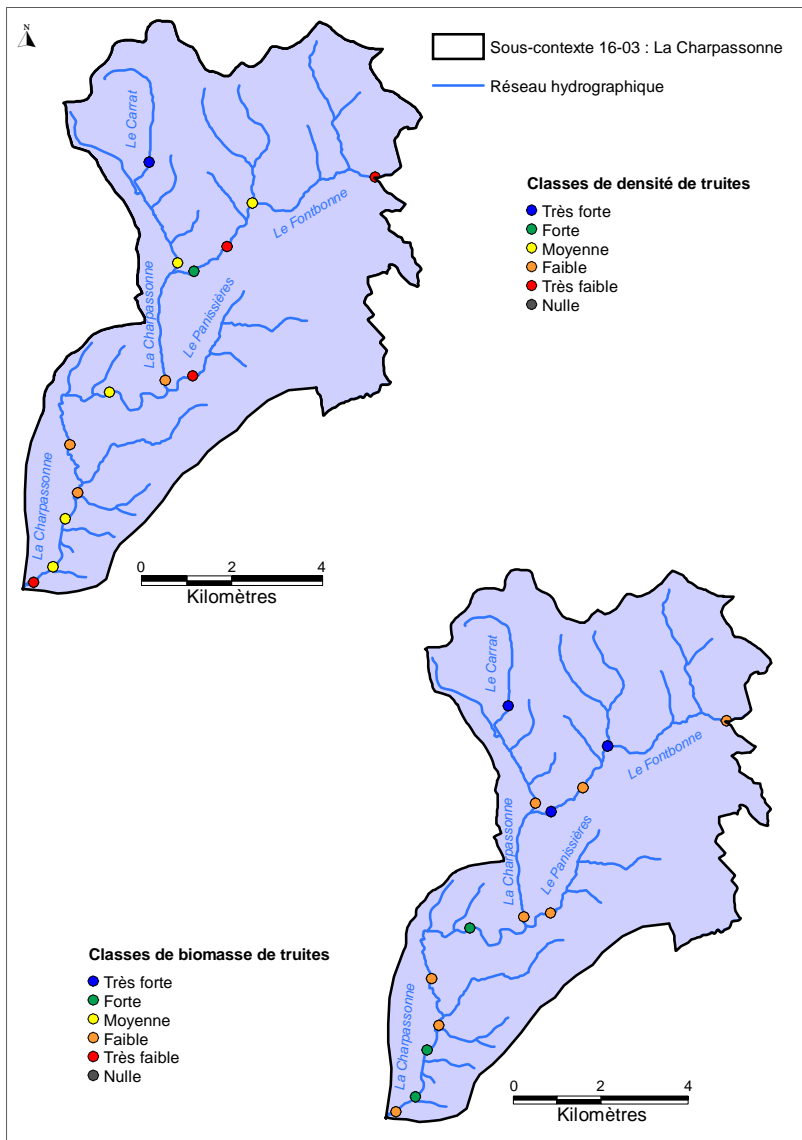 N
Sous-contexte 16-03 : La Charpassonne
Réseau hydrographique
Le Carrat
Le Fontbonne
La Charpassonne
Le Panissières
La Charpassonne
Classes de densité de truites
Très forte
Forte
Moyenne
Faible
Très faible
Nulle
0 2 4
Kilomètres
Le Carrat
Le Fontbonne
La Charpassonne
Le Panissières
La Charpassonne
Classes de biomasse de truites
Très forte
Forte
Moyenne
Faible
Très faible
Nulle
0 2 4
Kilomètres